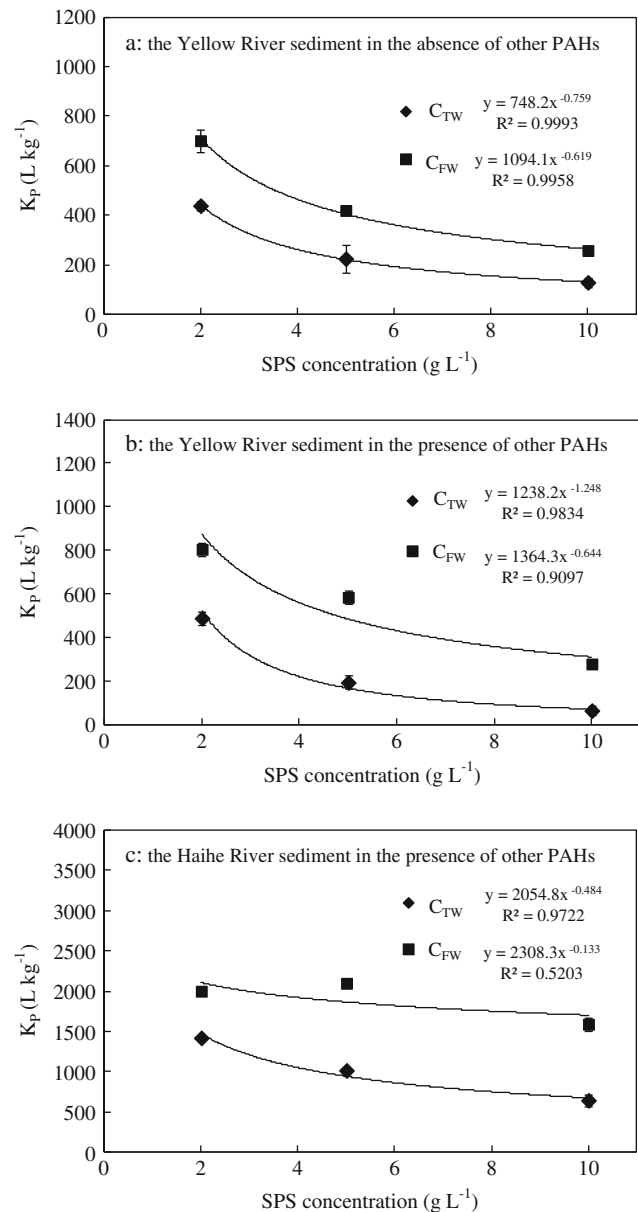 a: the Yellow River sediment in the absence of other PAHs
1200
1000
800
600
400
200
0
K_P (L kg^-1)
C_TW y = 748.2x^-0.759
R² = 0.9993
C_FW y = 1094.1x^-0.619
R² = 0.9958
0 2 4 6 8 10
SPS concentration (g L^-1)
b: the Yellow River sediment in the presence of other PAHs
1400
1200
1000
800
600
400
200
0
K_P (L kg^-1)
C_TW y = 1238.2x^-1.248
R² = 0.9834
C_FW y = 1364.3x^-0.644
R² = 0.9097
0 2 4 6 8 10
SPS concentration (g L^-1)
c: the Haihe River sediment in the presence of other PAHs
4000
3500
3000
2500
2000
1500
1000
500
0
K_P (L kg^-1)
C_TW y = 2054.8x^-0.484
R² = 0.9722
C_FW y = 2308.3x^-0.133
R² = 0.5203
0 2 4 6 8 10
SPS concentration (g L^-1)